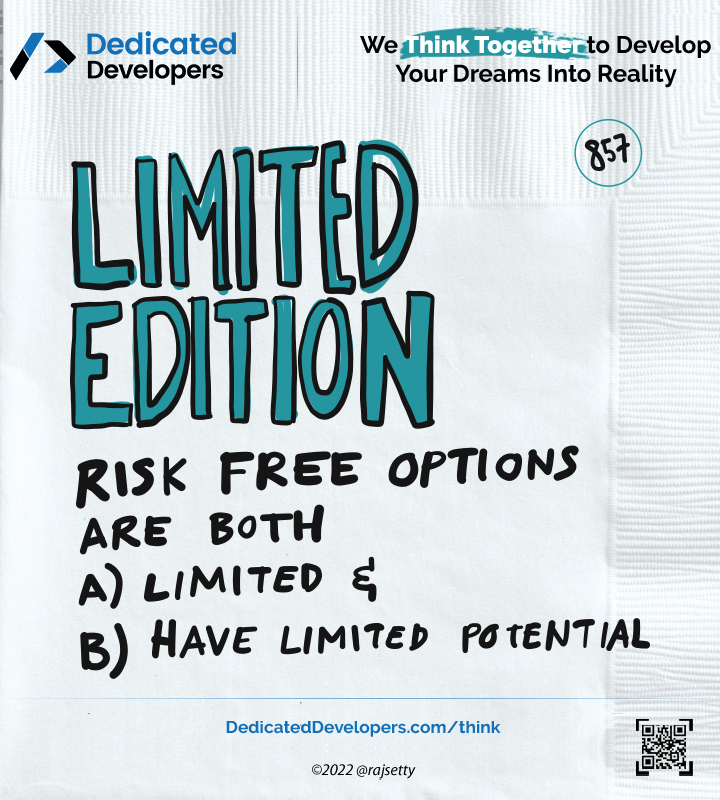 Dedicated
Developers
We Think Together to Develop
Your Dreams Into Reality
857
LIMITED
EDITION
RISK FREE OPTIONS
ARE BOTH
A) LIMITED &
B) HAVE LIMITED POTENTIAL
DedicatedDevelopers.com/think
©2022 @rajsetty